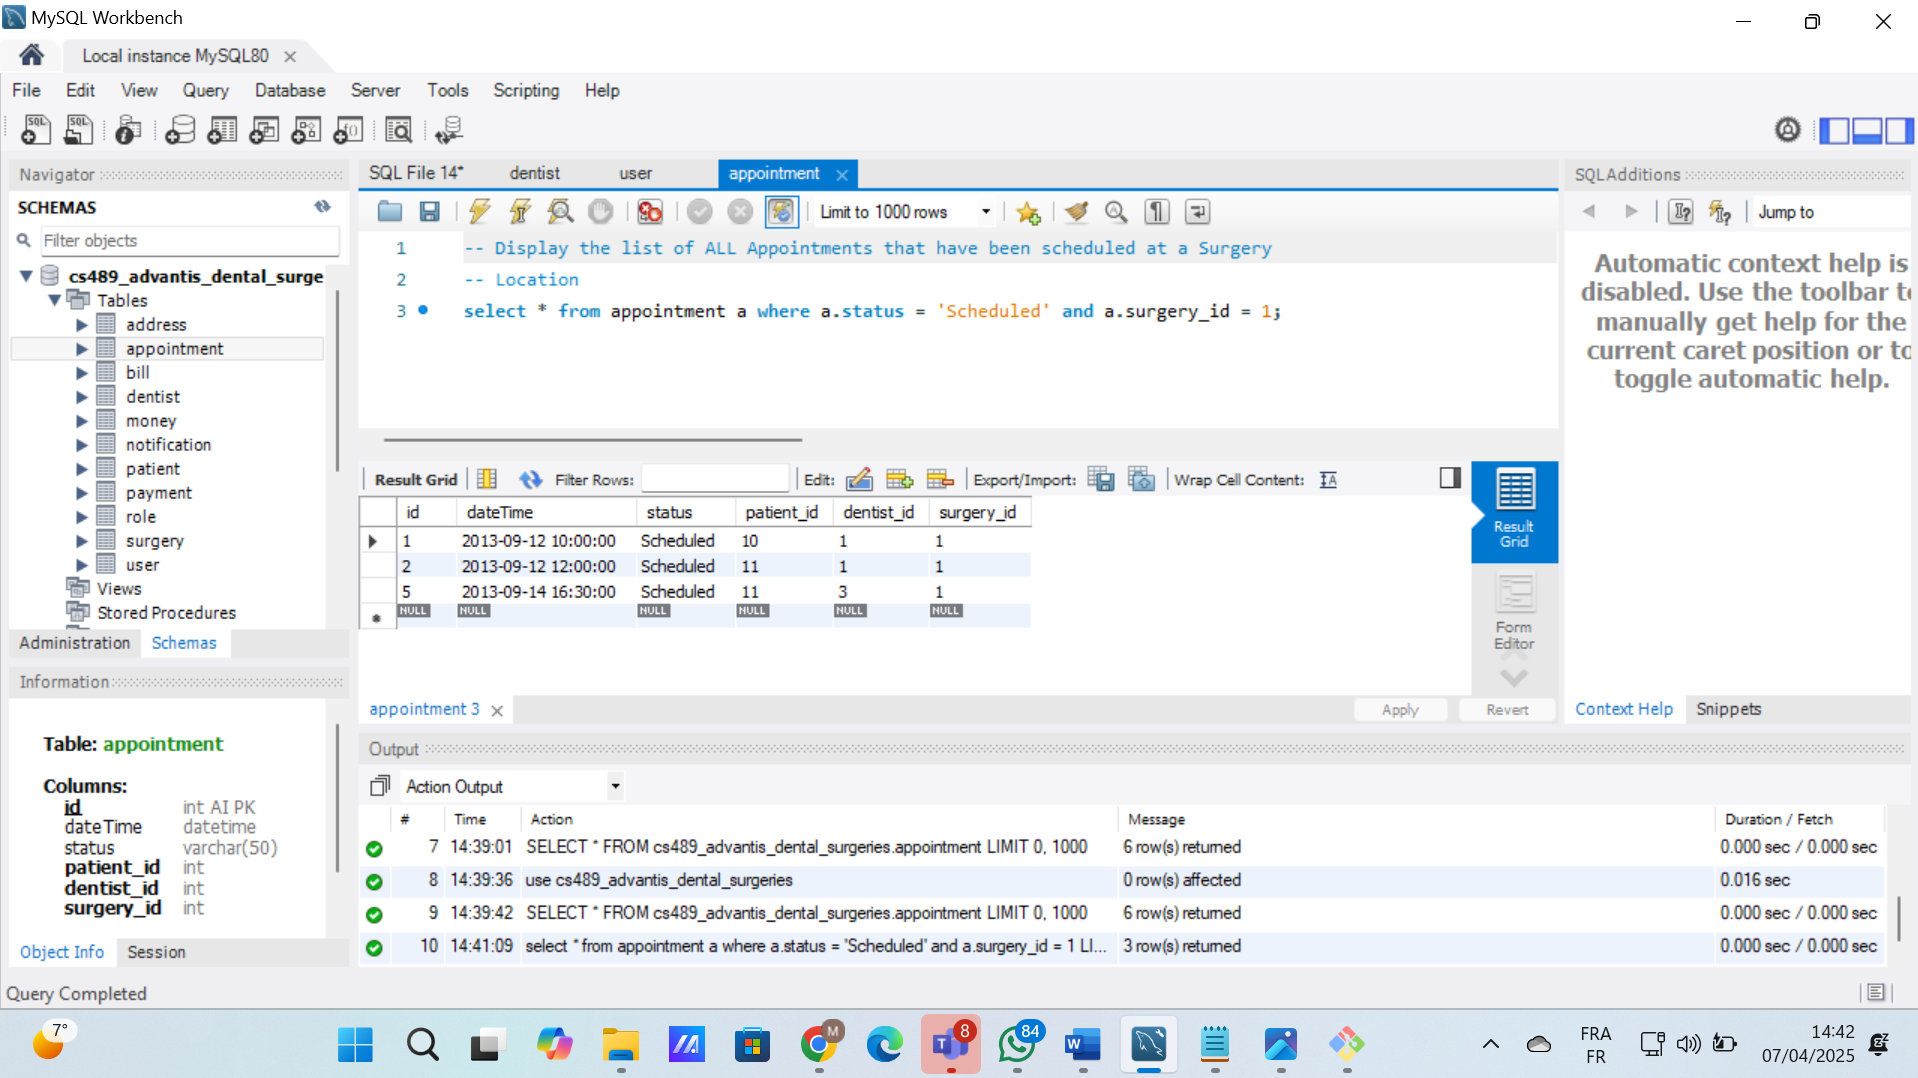 MySQL Workbench
Local instance MySQL80
File Edit View Query Database Server Tools Scripting Help
Navigator
SCHEMAS
Filter objects
cs489_advantis_dental_surge
Tables
address
appointment
bill
dentist
money
notification
patient
payment
role
surgery
user
Views
Stored Procedures
Administration Schemas
Information
Table: appointment
Columns:
id int AI PK
dateTime datetime
status varchar(50)
patient_id int
dentist_id int
surgery_id int
Object Info Session
Query Completed
SQL File 14* dentist user appointment
Limit to 1000 rows
1 -- Display the list of ALL Appointments that have been scheduled at a Surgery
2 -- Location
3 select * from appointment a where a.status = 'Scheduled' and a.surgery_id = 1;
Result Grid Filter Rows: Edit: Export/Import: Wrap Cell Content:
id dateTime status patient_id dentist_id surgery_id
1 2013-09-12 10:00:00 Scheduled 10 1 1
2 2013-09-12 12:00:00 Scheduled 11 1 1
5 2013-09-14 16:30:00 Scheduled 11 3 1
NULL NULL NULL NULL NULL NULL
Result
Grid
Form
Editor
appointment 3
Apply Revert
SQLAdditions
Jump to
Automatic context help is
disabled. Use the toolbar to
manually get help for the
current caret position or to
toggle automatic help.
Context Help Snippets
Output
Action Output
# Time Action Message Duration / Fetch
7 14:39:01 SELECT * FROM cs489_advantis_dental_surgeries.appointment LIMIT 0, 1000 6 row(s) returned 0.000 sec / 0.000 sec
8 14:39:36 use cs489_advantis_dental_surgeries 0 row(s) affected 0.016 sec
9 14:39:42 SELECT * FROM cs489_advantis_dental_surgeries.appointment LIMIT 0, 1000 6 row(s) returned 0.000 sec / 0.000 sec
10 14:41:09 select * from appointment a where a.status = 'Scheduled' and a.surgery_id = 1 LI... 3 row(s) returned 0.000 sec / 0.000 sec
7°
M
8
84
FRA
FR
14:42
07/04/2025